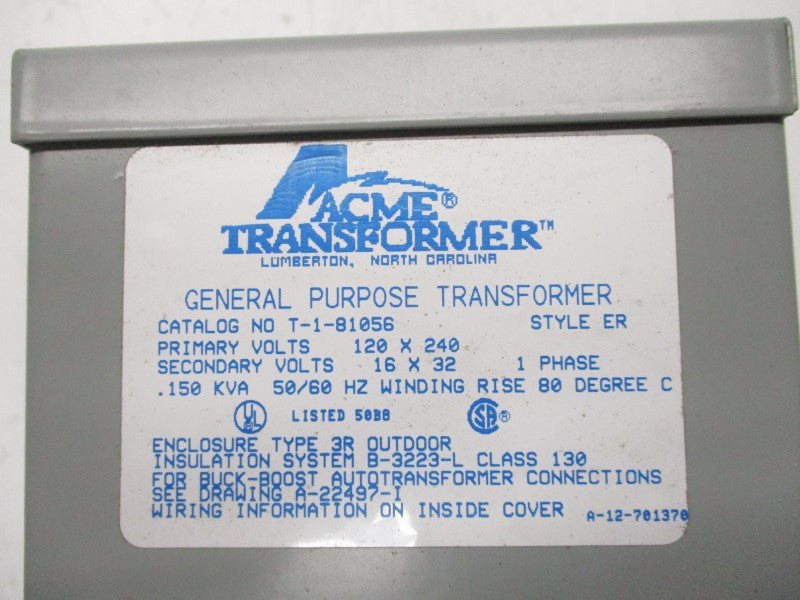 ACME®
TRANSFORMER™
LUMBERTON, NORTH CAROLINA
GENERAL PURPOSE TRANSFORMER
CATALOG NO T-1-81056 STYLE ER
PRIMARY VOLTS 120 X 240
SECONDARY VOLTS 16 X 32 1 PHASE
.150 KVA 50/60 HZ WINDING RISE 80 DEGREE C
UL ® LISTED 50BB SA ®
ENCLOSURE TYPE 3R OUTDOOR
INSULATION SYSTEM B-3223-L CLASS 130
FOR BUCK-BOOST AUTOTRANSFORMER CONNECTIONS
SEE DRAWING A-22497-I
WIRING INFORMATION ON INSIDE COVER A-12-701370